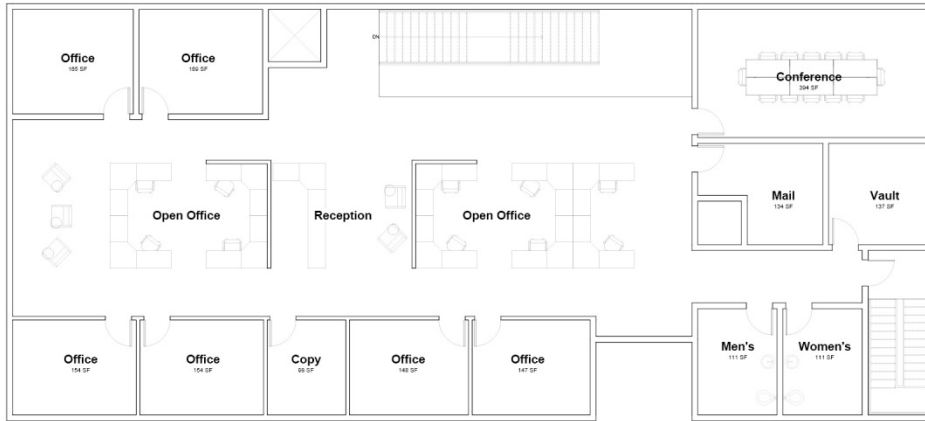 Office
185 SF
Office
189 SF
DN
Conference
394 SF
Open Office
Reception
Open Office
Mail
134 SF
Vault
137 SF
Office
154 SF
Office
154 SF
Copy
99 SF
Office
148 SF
Office
147 SF
Men's
111 SF
Women's
111 SF